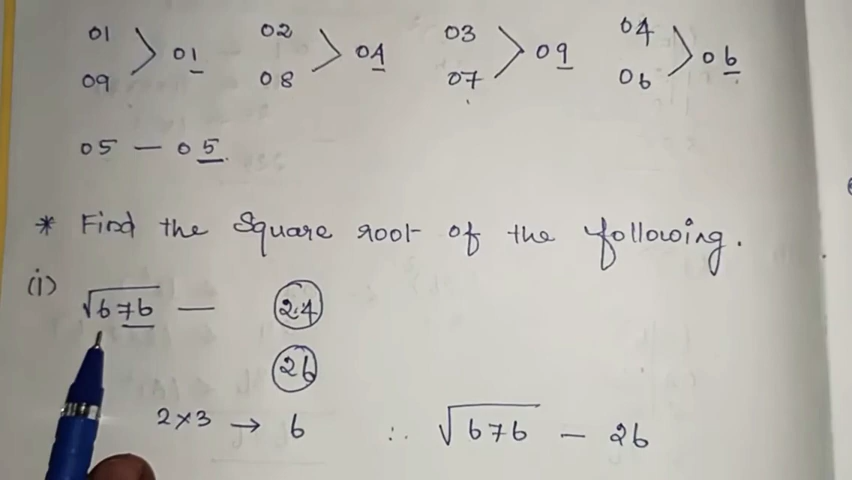 01 02 03 04
> 01 > 04 > 09 > 06
09 08 07 06
05 — 05.
* Find the Square root of the following.
(i) √676 — 24
26
2×3 → 6 ∴ √676 — 26